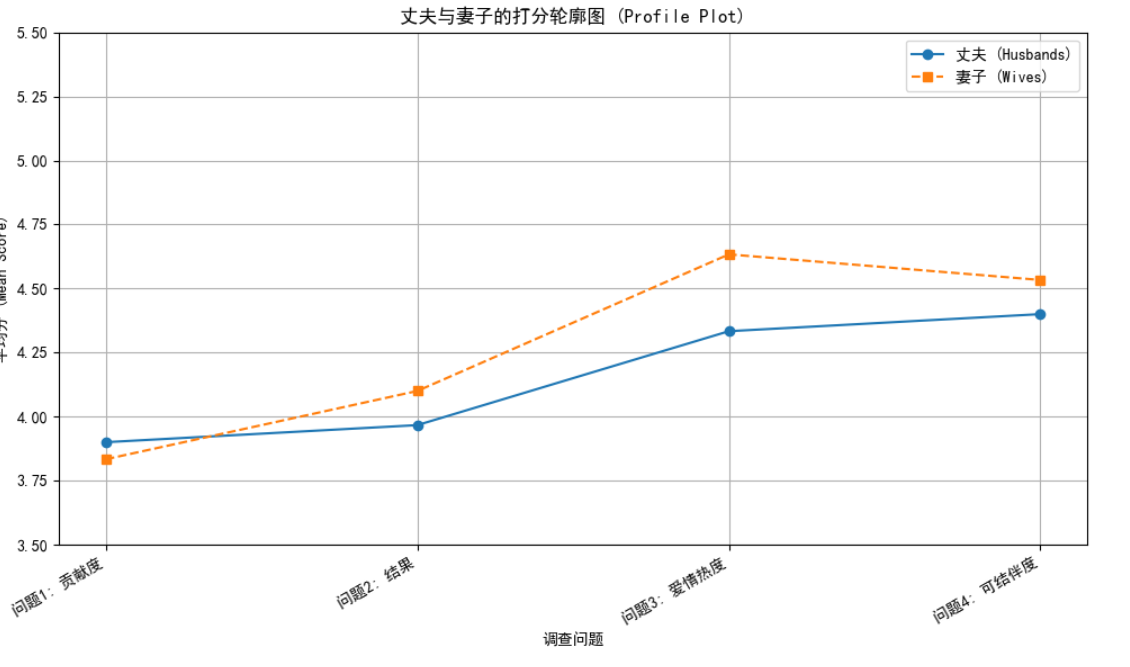 丈夫与妻子的打分轮廓图 (Profile Plot)
丈夫 (Husbands)
妻子 (Wives)
5.50
5.25
5.00
4.75
4.50
4.25
4.00
3.75
3.50
平均分 (Mean Score)
问题1: 贡献度
问题2: 结果
问题3: 爱情热度
问题4: 可结伴度
调查问题